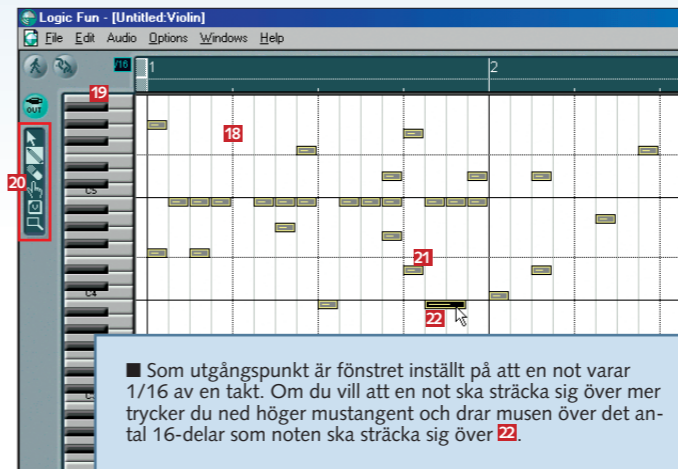 Logic Fun - [Untitled:Violin]
File Edit Audio Options Windows Help
/16 1 2
OUT
19
18
20
C5
21
C4
22
■ Som utgångspunkt är fönstret inställt på att en not varar
1/16 av en takt. Om du vill att en not ska sträcka sig över mer
trycker du ned höger mustangent och drar musen över det an-
tal 16-delar som noten ska sträcka sig över 22.